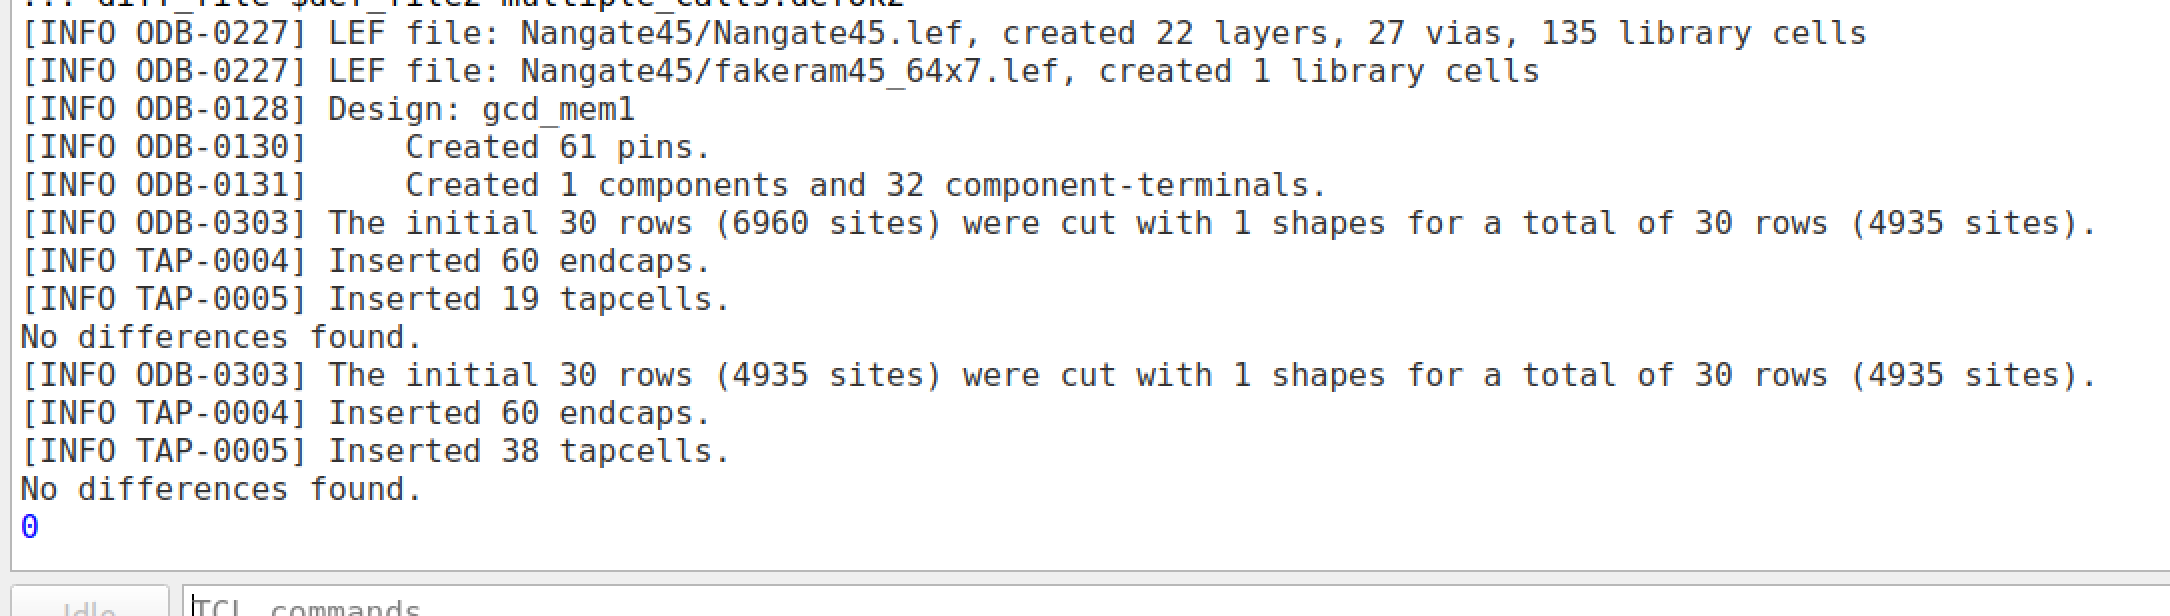 [INFO ODB-0227] LEF file: Nangate45/Nangate45.lef, created 22 layers, 27 vias, 135 library cells
[INFO ODB-0227] LEF file: Nangate45/fakeram45_64x7.lef, created 1 library cells
[INFO ODB-0128] Design: gcd_mem1
[INFO ODB-0130]     Created 61 pins.
[INFO ODB-0131]     Created 1 components and 32 component-terminals.
[INFO ODB-0303] The initial 30 rows (6960 sites) were cut with 1 shapes for a total of 30 rows (4935 sites).
[INFO TAP-0004] Inserted 60 endcaps.
[INFO TAP-0005] Inserted 19 tapcells.
No differences found.
[INFO ODB-0303] The initial 30 rows (4935 sites) were cut with 1 shapes for a total of 30 rows (4935 sites).
[INFO TAP-0004] Inserted 60 endcaps.
[INFO TAP-0005] Inserted 38 tapcells.
No differences found.
0
Idle
TCL commands